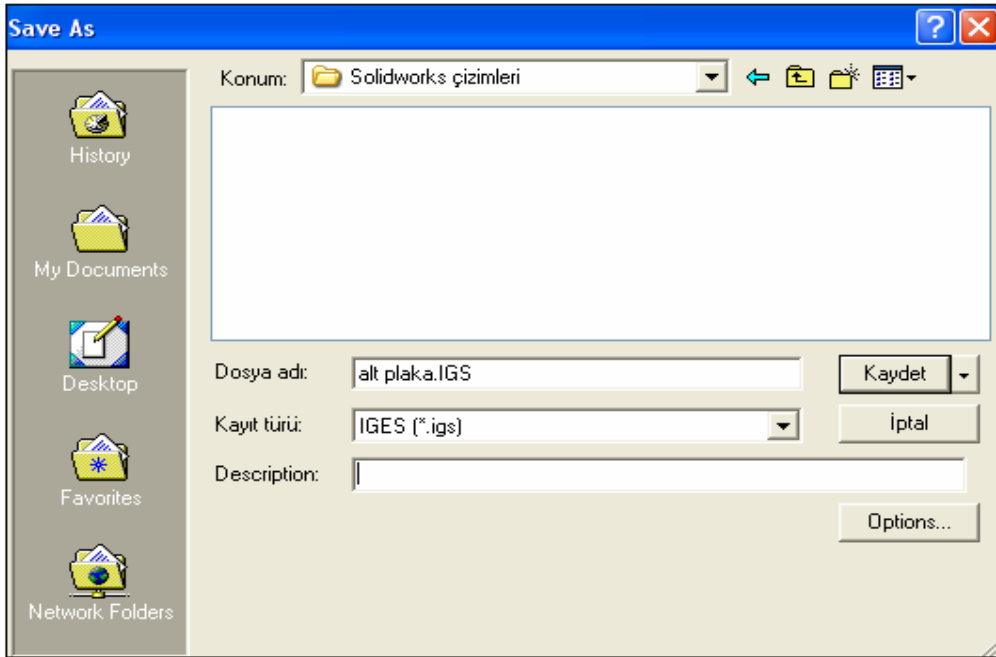 Save As
Konum: Solidworks çizimleri
History
My Documents
Desktop
Favorites
Network Folders
Dosya adı: alt plaka.IGS Kaydet
Kayıt türü: IGES (*.igs) İptal
Description:
Options...